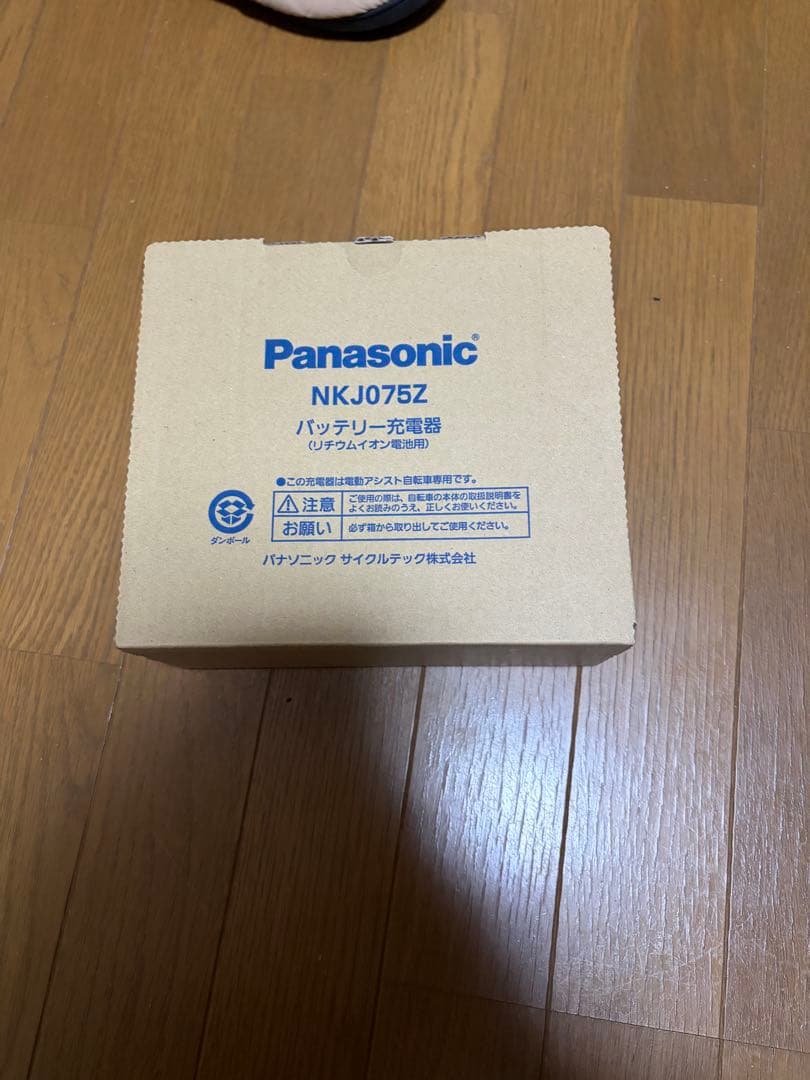 Panasonic®
NKJ075Z
バッテリー充電器
(リチウムイオン電池用)
●この充電器は電動アシスト自転車専用です。
注意
ご使用の際は、自転車の本体の取扱説明書を
よくお読みのうえ、正しくお使いください。
お願い
必ず箱から取り出してご使用ください。
ダンボール
パナソニック サイクルテック株式会社